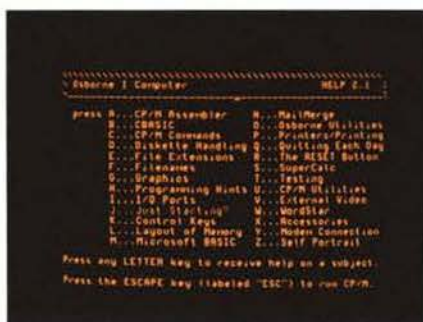 Osborne 1 Computer HELP 2.1
press A...CP/M Assembler N...MailMerge
B...CBASIC O...Osborne Utilities
C...CP/M Commands P...Printers/Printing
D...Diskette Handling Q...Quitting Each Day
E...File Extensions R...The RESET Button
F...Filenames S...SuperCalc
G...Graphics T...Testing
H...Programming Hints U...CP/M Utilities
I...I/O Ports V...External Video
J...Just Starting? W...WordStar
K...Control Keys X...Accessories
L...Layout of Memory Y...Modem Connection
M...Microsoft BASIC Z...Self Portrait
Press any LETTER key to receive help on a subject.
Press the ESCAPE key (labeled "ESC") to run CP/M.